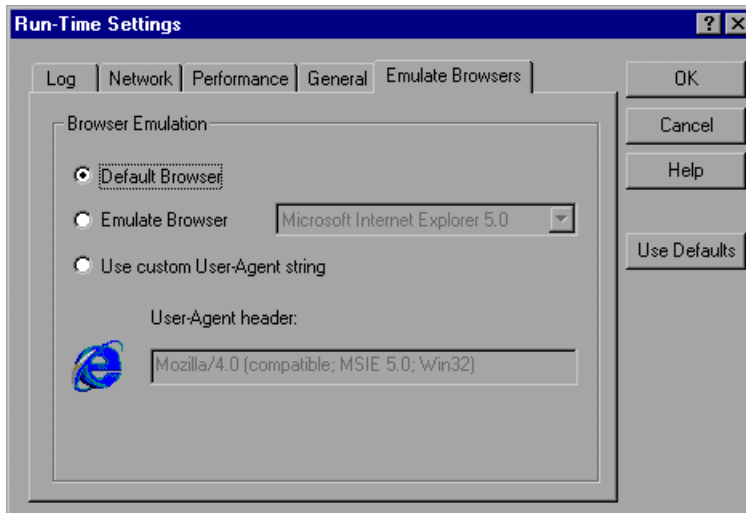 Run-Time Settings
Log Network Performance General Emulate Browsers
OK
Cancel
Help
Use Defaults
Browser Emulation
Default Browser
Emulate Browser Microsoft Internet Explorer 5.0
Use custom User-Agent string
User-Agent header:
Mozilla/4.0 (compatible; MSIE 5.0; Win32)